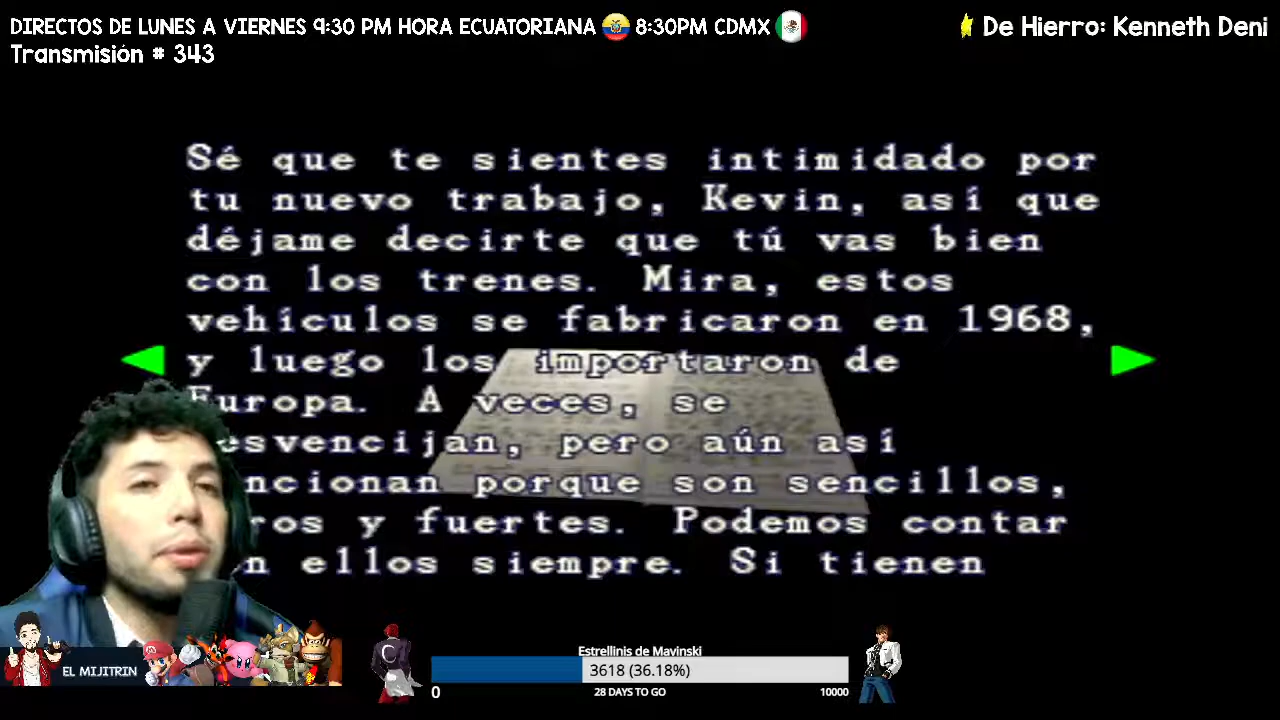 DIRECTOS DE LUNES A VIERNES 9:30 PM HORA ECUATORIANA 8:30PM CDMX
De Hierro: Kenneth Deni
Transmisión # 343
Sé que te sientes intimidado por
tu nuevo trabajo, Kevin, así que
déjame decirte que tú vas bien
con los trenes. Mira, estos
vehículos se fabricaron en 1968,
y luego los importaron de
Europa. A veces, se
esvencijan, pero aún así
ncionan porque son sencillos,
ros y fuertes. Podemos contar
n ellos siempre. Si tienen
EL MIJITRIN
C
Estrellinis de Mavinski
3618 (36.18%)
0
28 DAYS TO GO
10000